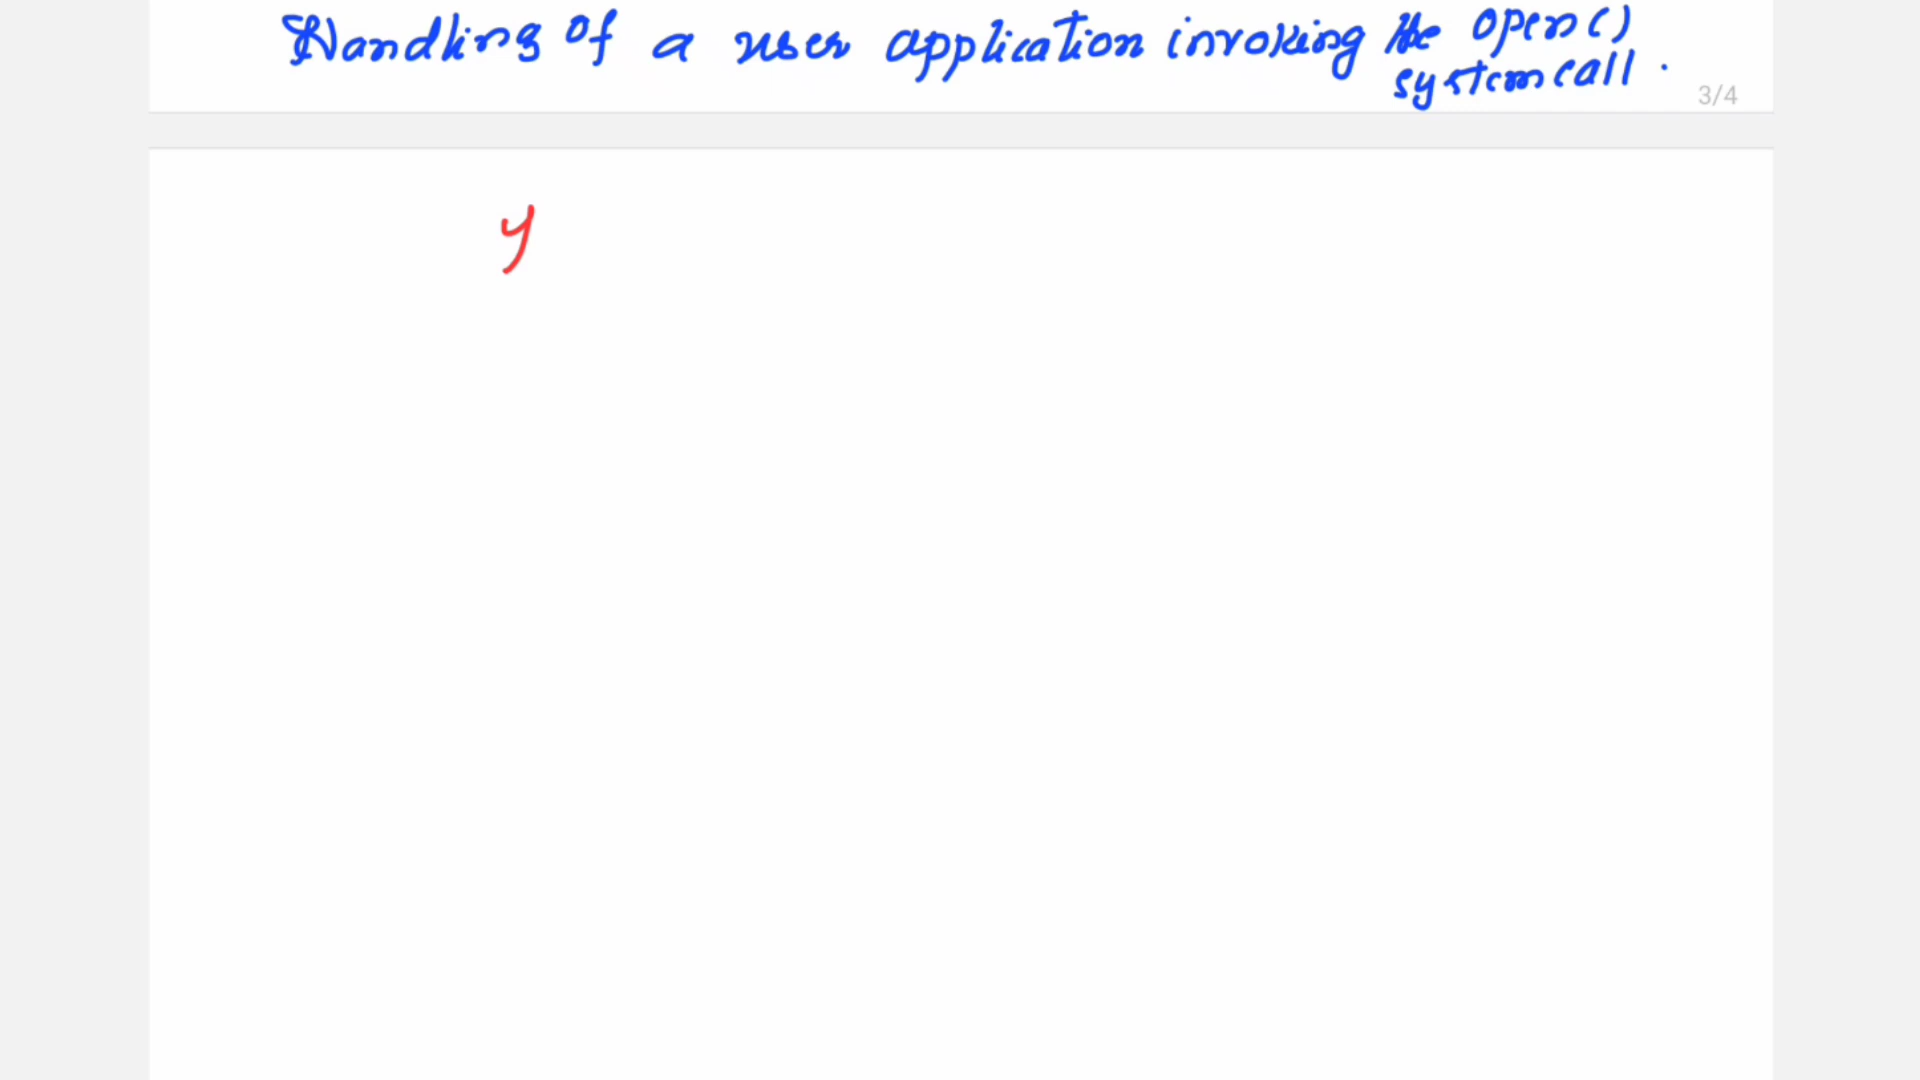 Handling of a user application invoking the open()
system call.
3/4
y